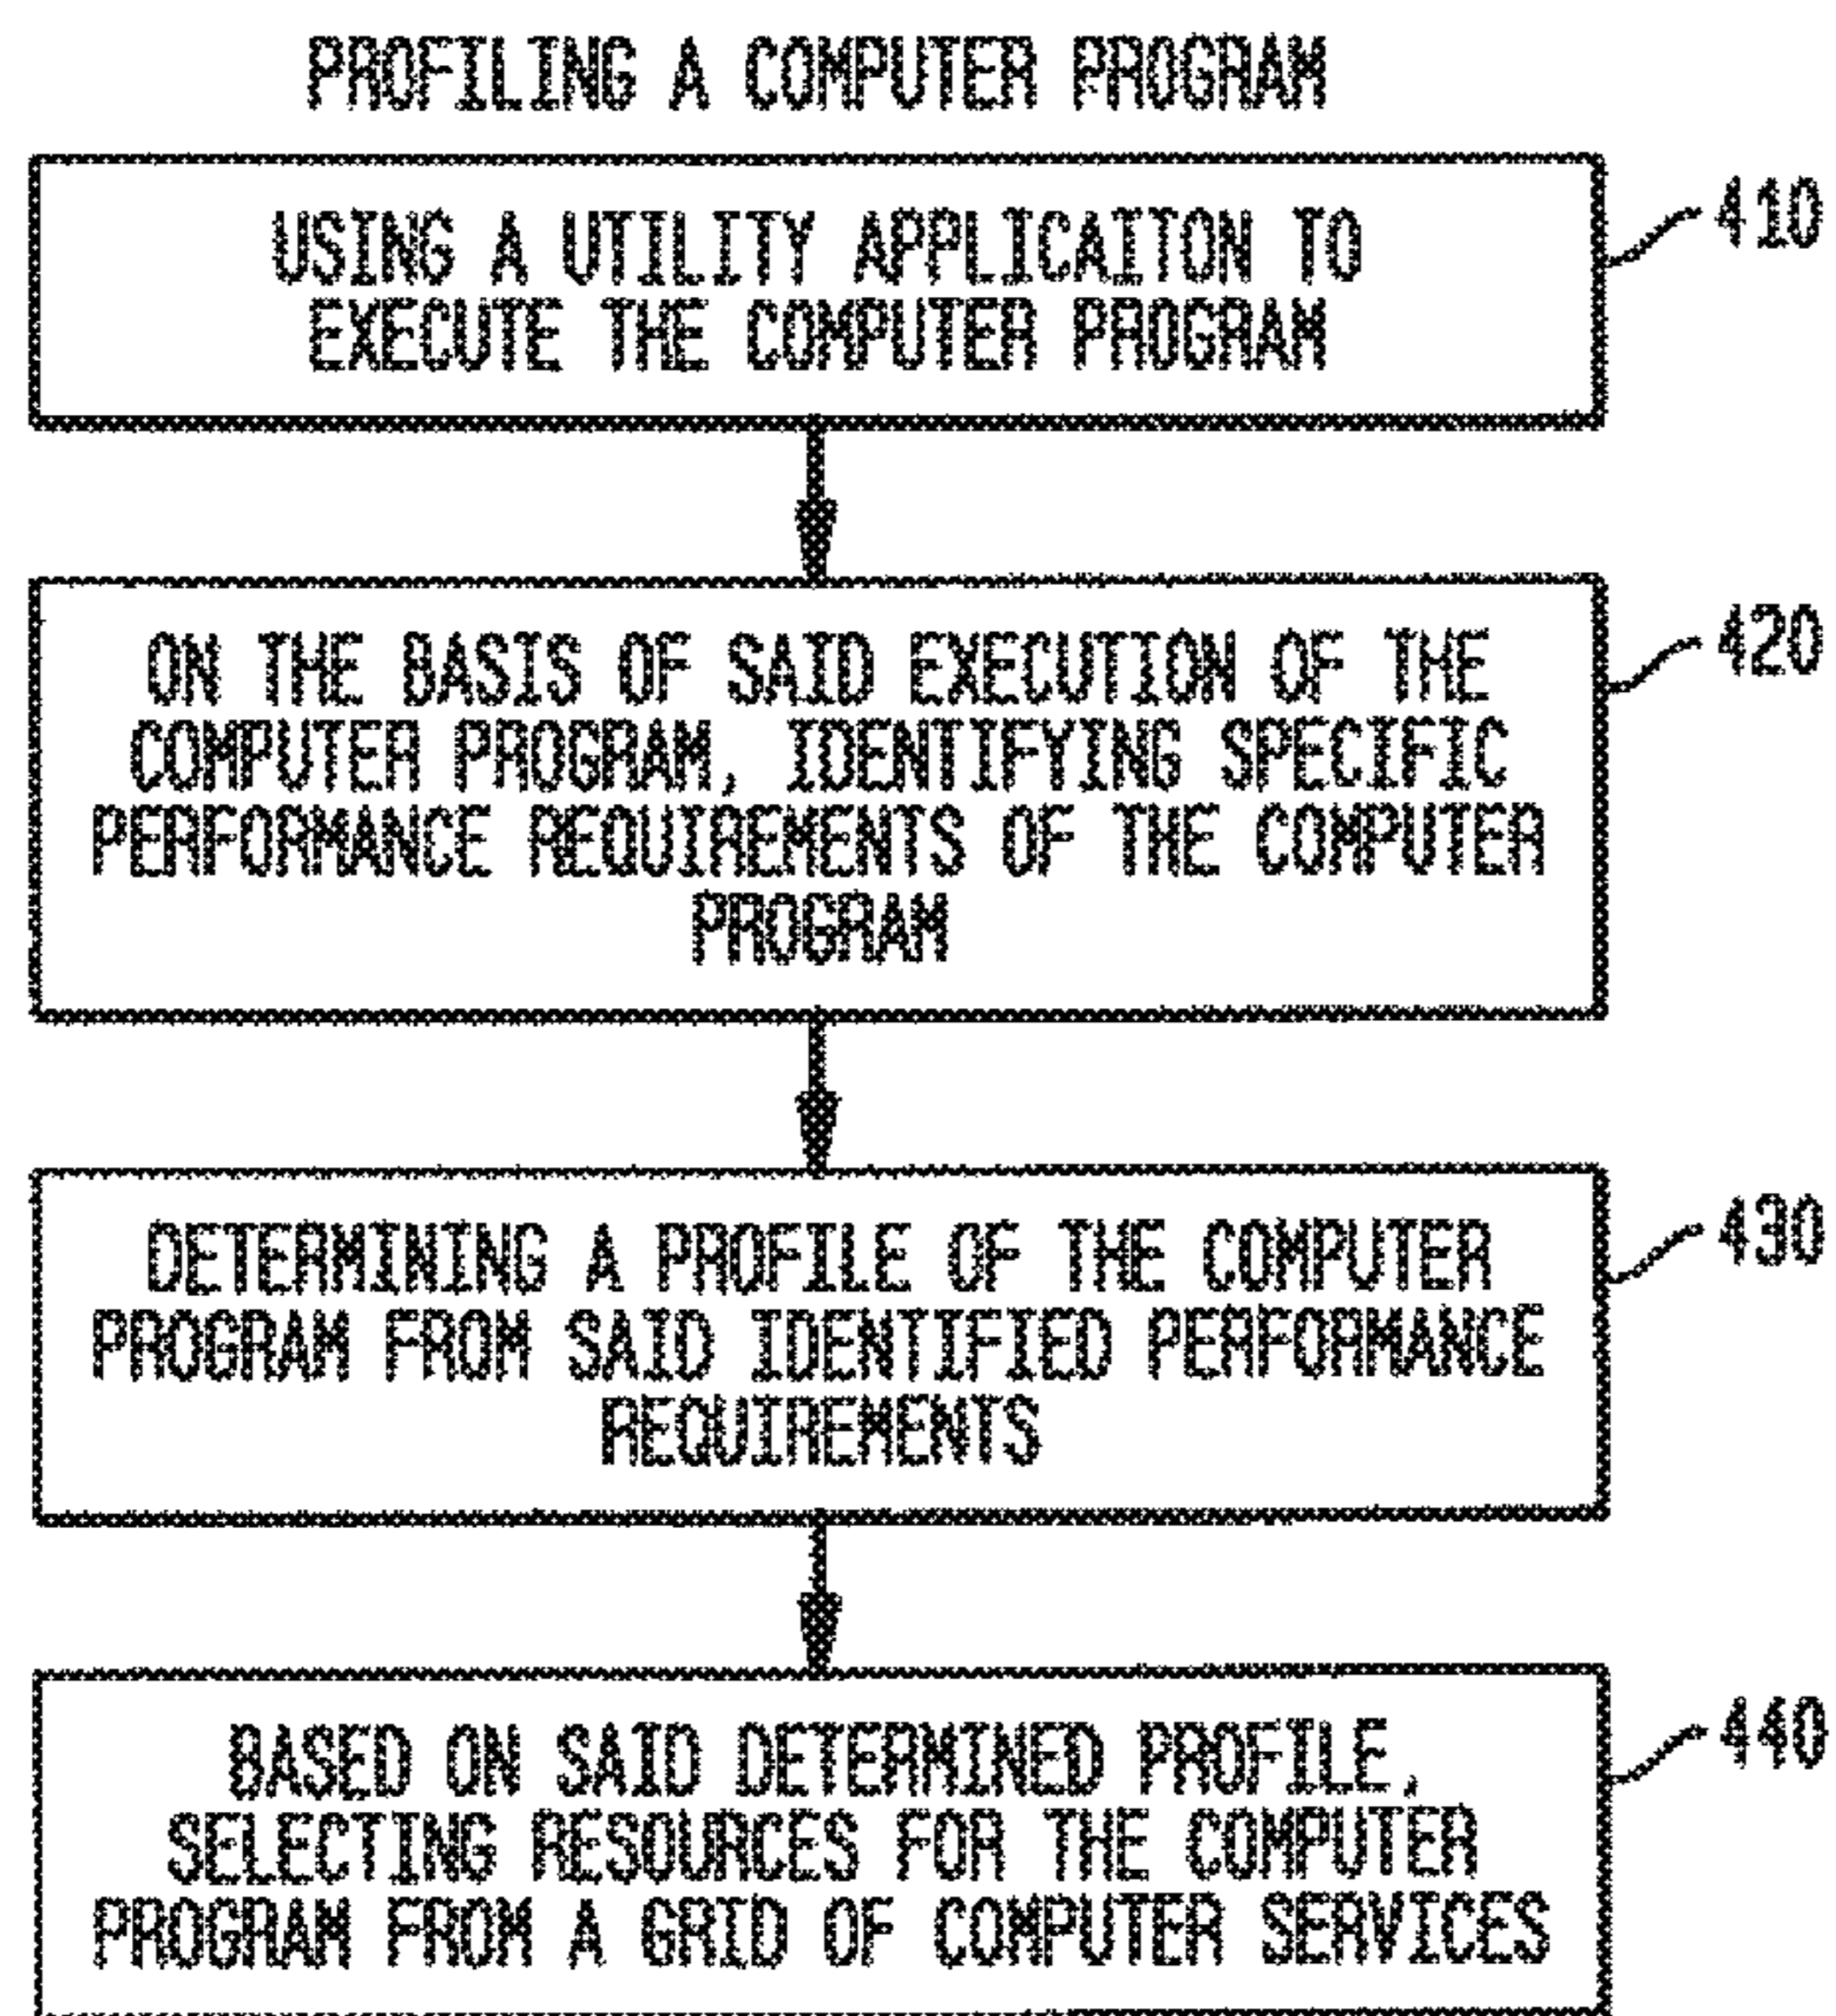 PROFILING A COMPUTER PROGRAM
USING A UTILITY APPLICAITON TO
EXECUTE THE COMPUTER PROGRAM
410
ON THE BASIS OF SAID EXECUTION OF THE
COMPUTER PROGRAM, IDENTIFYING SPECIFIC
PERFORMANCE REQUIREMENTS OF THE COMPUTER
PROGRAM
420
DETERMINING A PROFILE OF THE COMPUTER
PROGRAM FROM SAID IDENTIFIED PERFORMANCE
REQUIREMENTS
430
BASED ON SAID DETERMINED PROFILE,
SELECTING RESOURCES FOR THE COMPUTER
PROGRAM FROM A GRID OF COMPUTER SERVICES
440